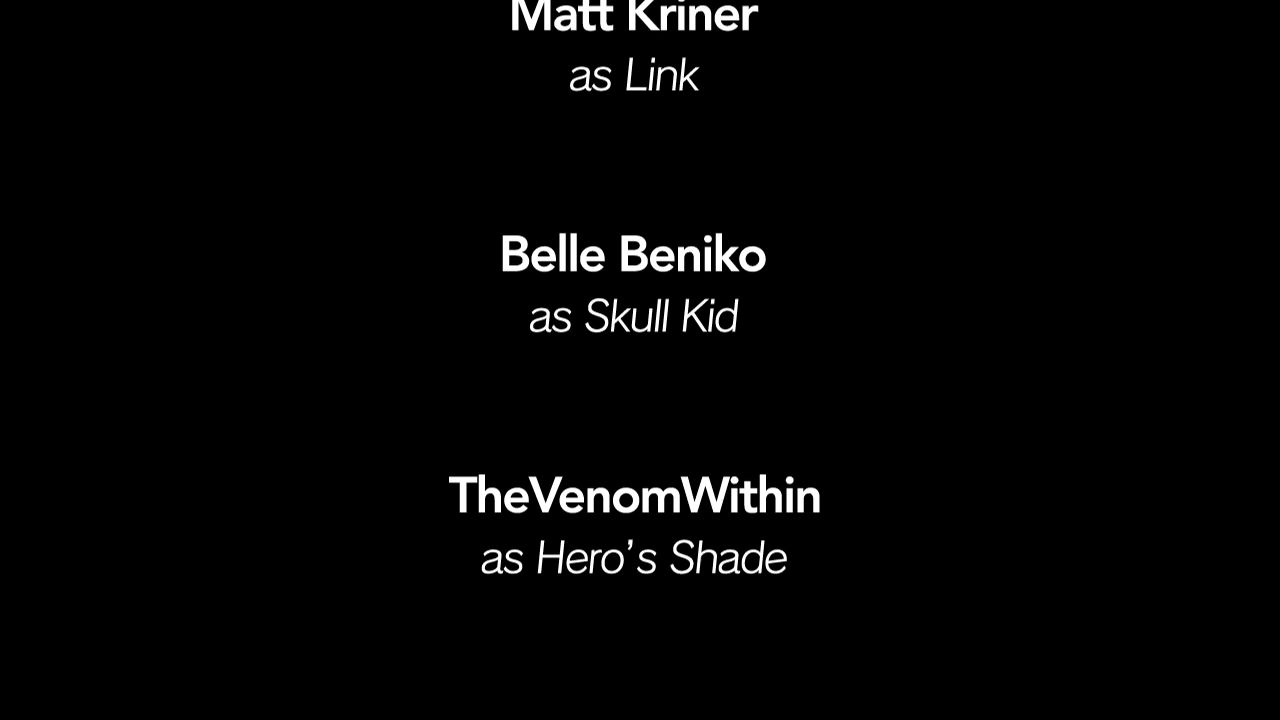 Matt Kriner
as Link
Belle Beniko
as Skull Kid
TheVenomWithin
as Hero’s Shade